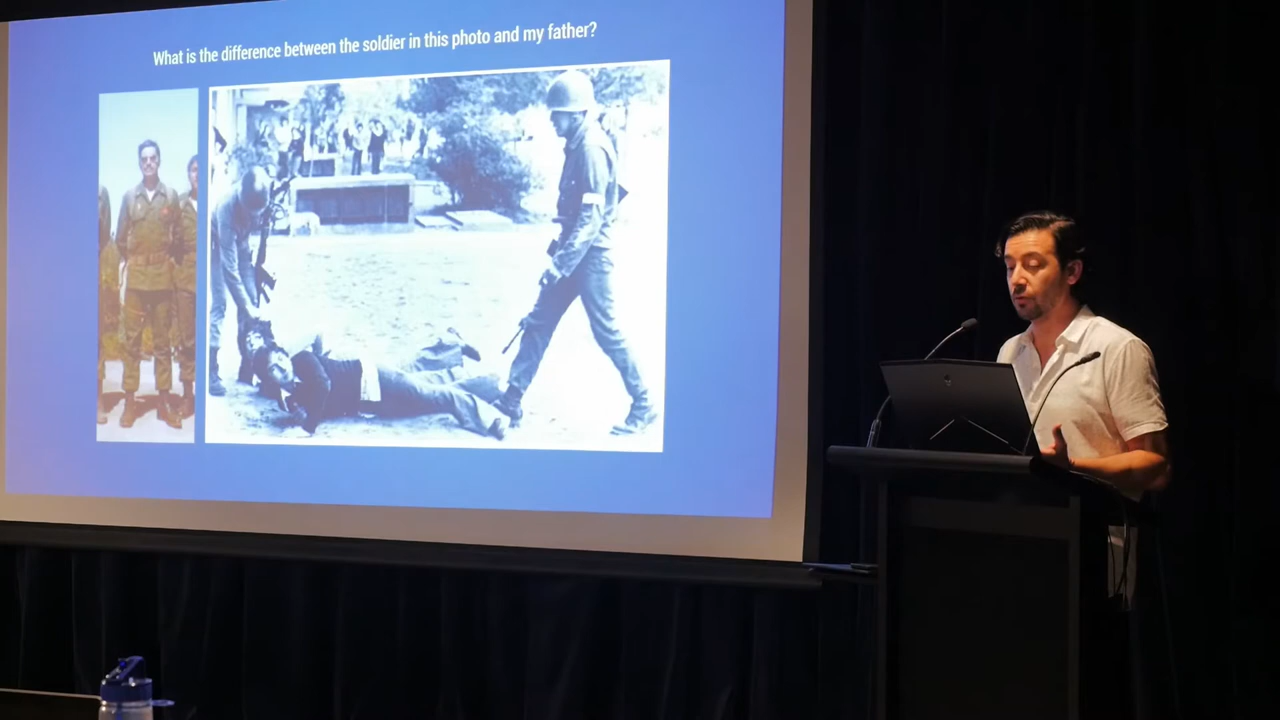 What is the difference between the soldier in this photo and my father?